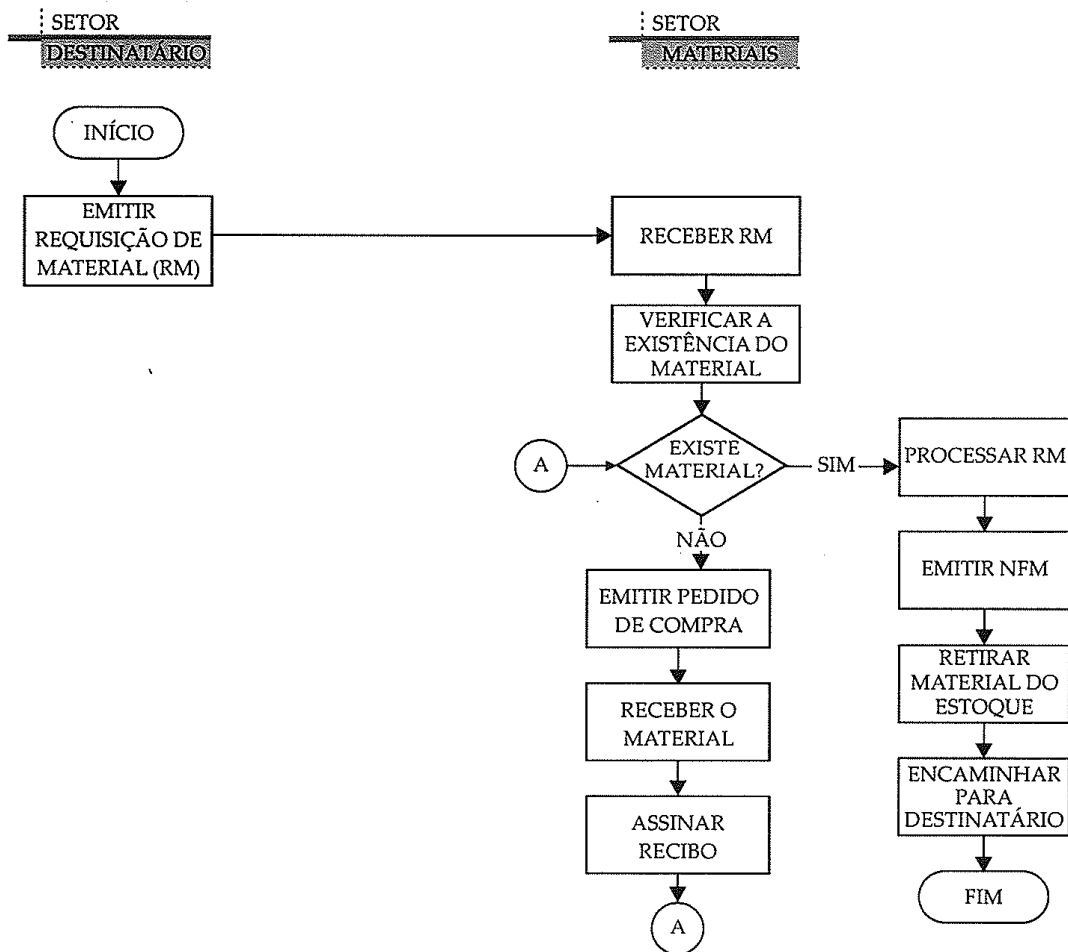 SETOR
DESTINATÁRIO
SETOR
MATERIAIS
INÍCIO
EMITIR
REQUISIÇÃO DE
MATERIAL (RM)
RECEBER RM
VERIFICAR A
EXISTÊNCIA DO
MATERIAL
A
EXISTE
MATERIAL?
SIM
PROCESSAR RM
NÃO
EMITIR NFM
EMITIR PEDIDO
DE COMPRA
RETIRAR
MATERIAL DO
ESTOQUE
RECEBER O
MATERIAL
ENCAMINHAR
PARA
DESTINATÁRIO
ASSINAR
RECIBO
FIM
A